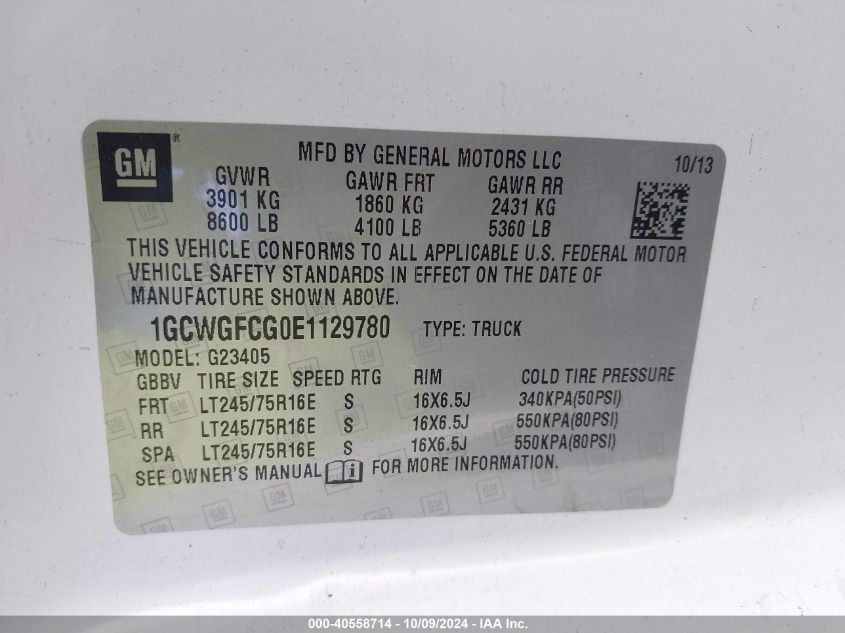 GM®
MFD BY GENERAL MOTORS LLC
10/13
GVWR GAWR FRT GAWR RR
3901 KG 1860 KG 2431 KG
8600 LB 4100 LB 5360 LB
THIS VEHICLE CONFORMS TO ALL APPLICABLE U.S. FEDERAL MOTOR
VEHICLE SAFETY STANDARDS IN EFFECT ON THE DATE OF
MANUFACTURE SHOWN ABOVE.
1GCWGFCG0E1129780 TYPE: TRUCK
MODEL: G23405
GBBV TIRE SIZE SPEED RTG RIM COLD TIRE PRESSURE
FRT LT245/75R16E S 16X6.5J 340KPA(50PSI)
RR LT245/75R16E S 16X6.5J 550KPA(80PSI)
SPA LT245/75R16E S 16X6.5J 550KPA(80PSI)
SEE OWNER'S MANUAL FOR MORE INFORMATION.
000-40558714 - 10/09/2024 - IAA Inc.